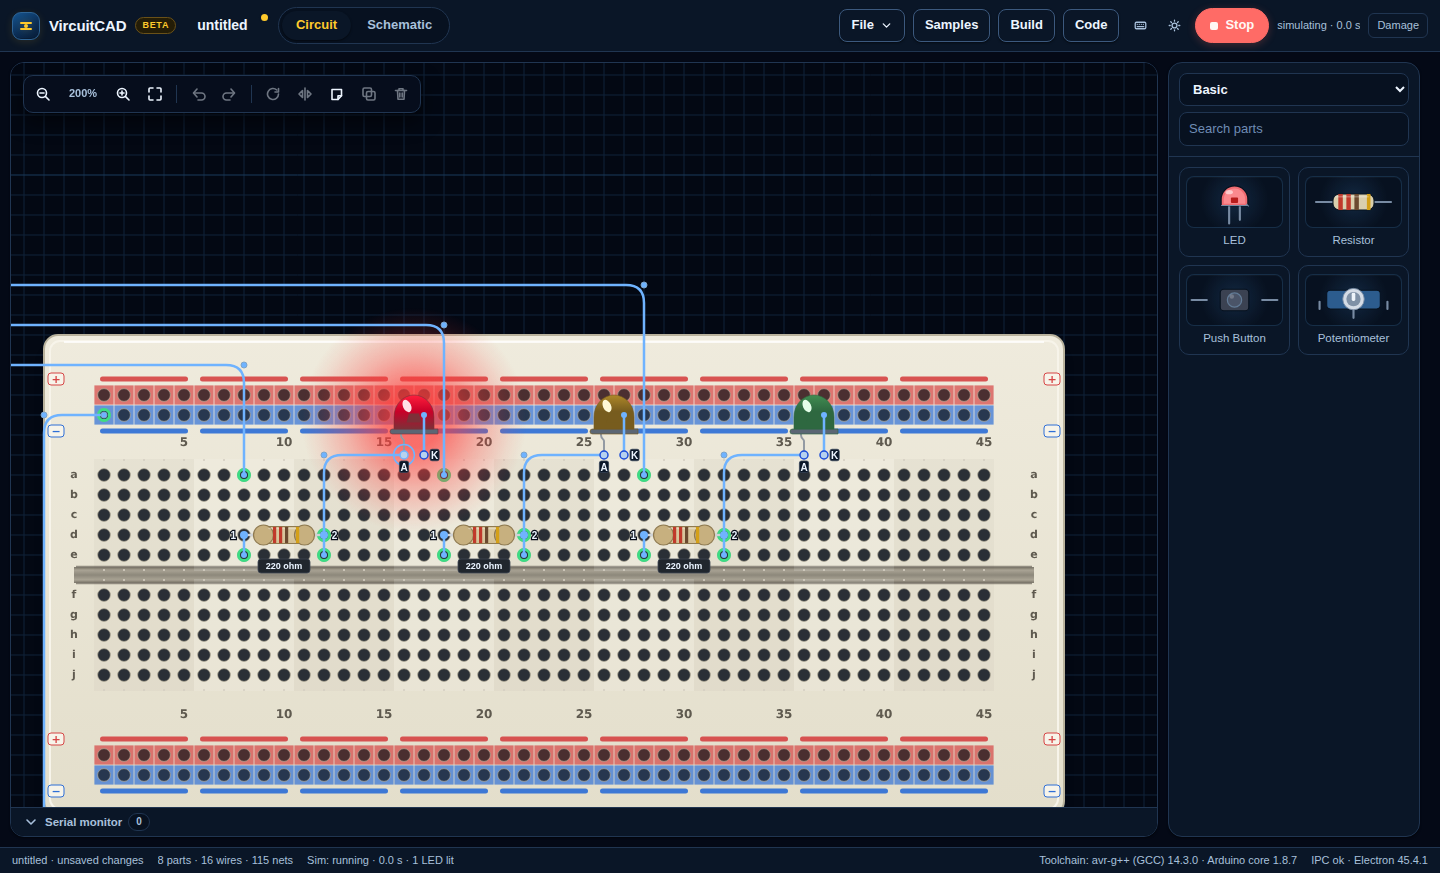 VircuitCAD BETA untitled Circuit Schematic File Samples Build Code Stop simulating · 0.0 s Damage
200%
Basic
Search parts
LED Resistor
Push Button Potentiometer
+ +
− −
5 10 15 20 25 30 35 40 45
K K K
A A A
a a
b b
c c
d 1 2 1 2 1 2 d
e e
220 ohm 220 ohm 220 ohm
f f
g g
h h
i i
j j
5 10 15 20 25 30 35 40 45
+ +
− −
Serial monitor 0
untitled · unsaved changes 8 parts · 16 wires · 115 nets Sim: running · 0.0 s · 1 LED lit Toolchain: avr-g++ (GCC) 14.3.0 · Arduino core 1.8.7 IPC ok · Electron 45.4.1